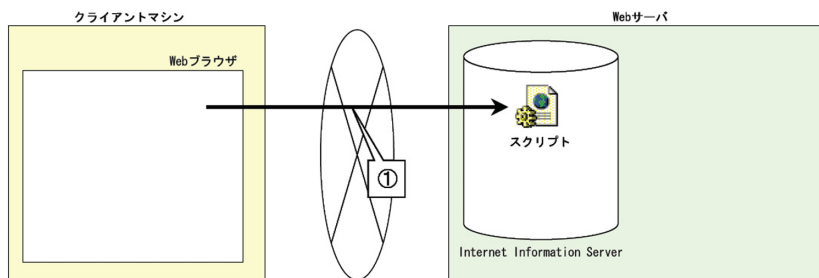 クライアントマシン
Webサーバ
Webブラウザ
①
スクリプト
Internet Information Server